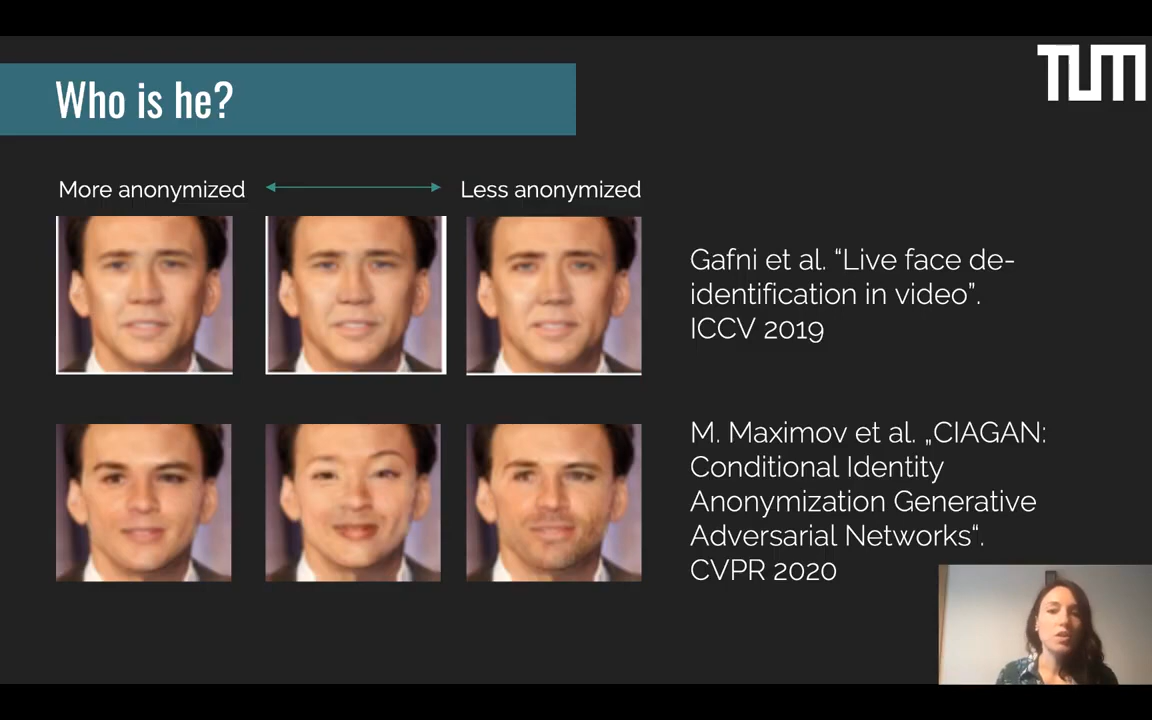 TUM
Who is he?
More anonymized
Less anonymized
Gafni et al. “Live face de-
identification in video”.
ICCV 2019
M. Maximov et al. „CIAGAN:
Conditional Identity
Anonymization Generative
Adversarial Networks“.
CVPR 2020